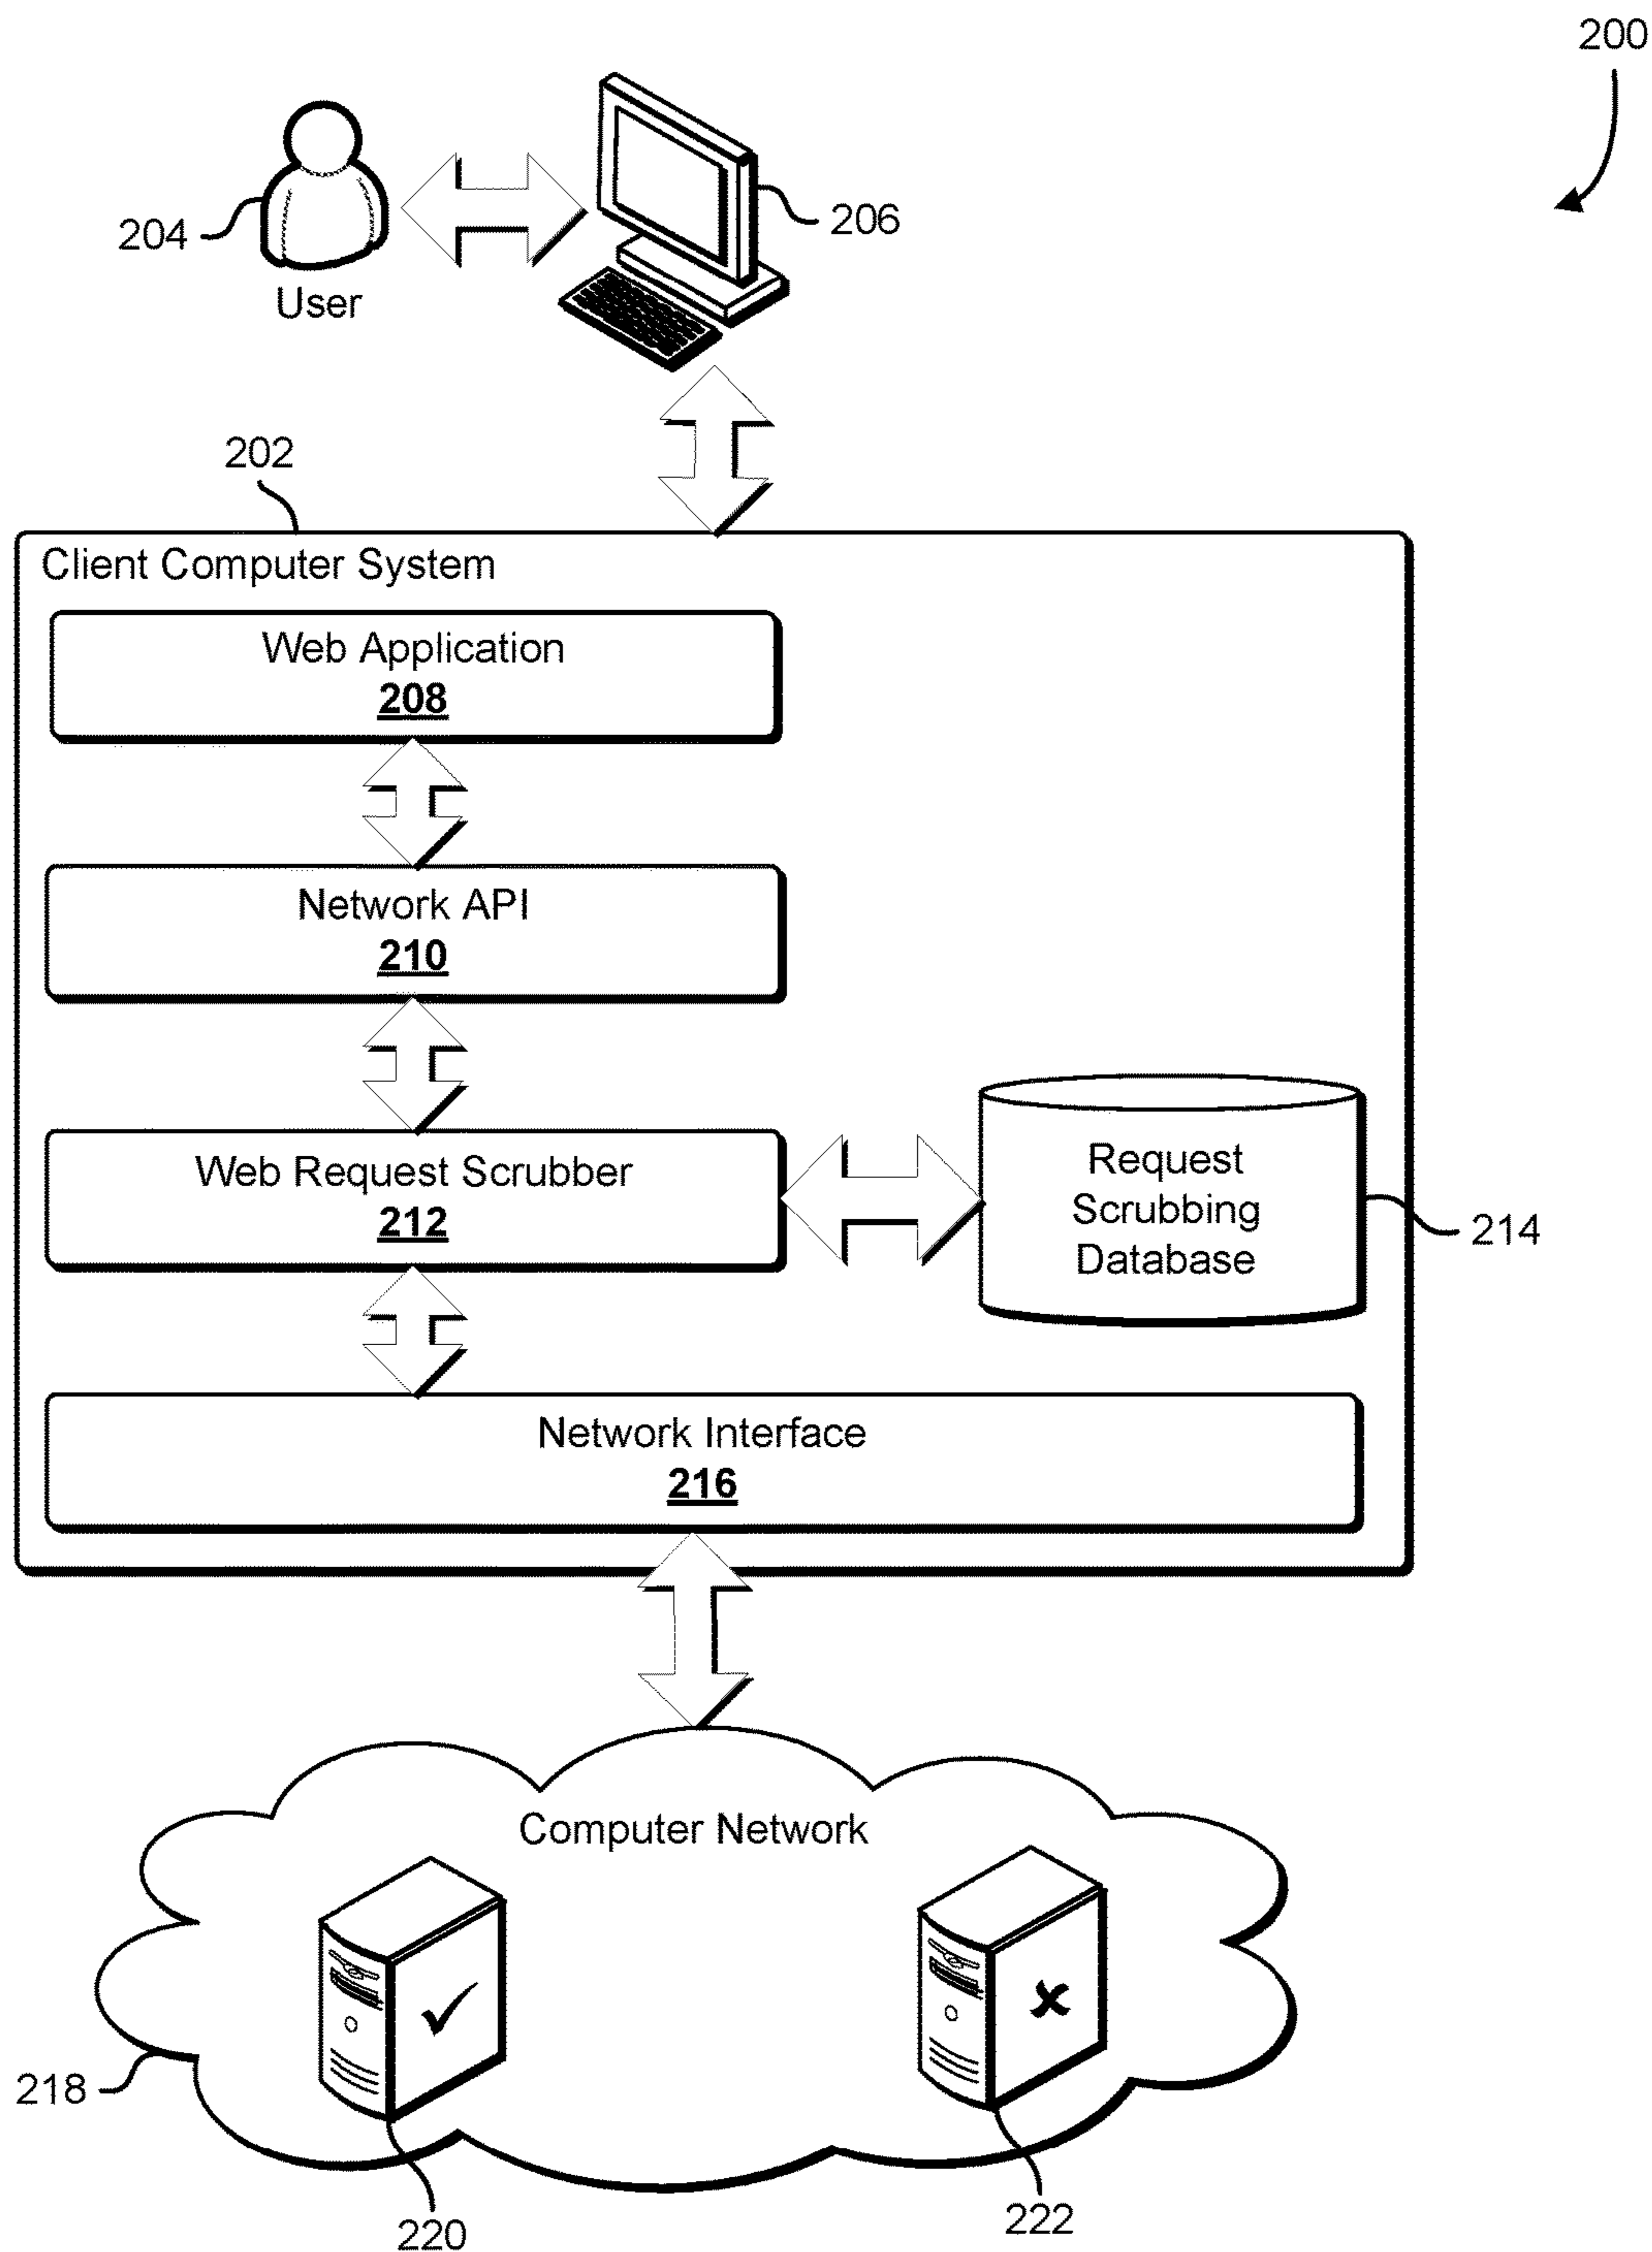 200
204
206
User
202
Client Computer System
Web Application
208
Network API
210
Web Request Scrubber
212
Request
Scrubbing
Database
214
Network Interface
216
Computer Network
218
220
222